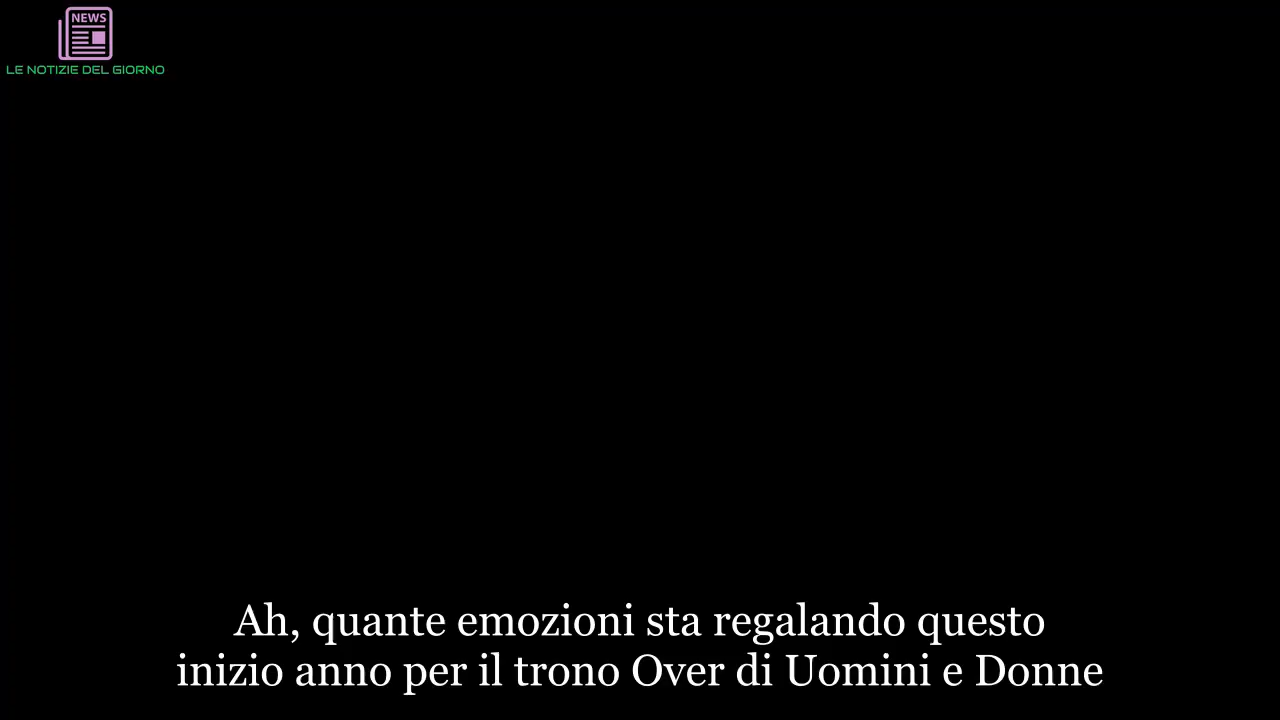 NEWS
LE NOTIZIE DEL GIORNO
Ah, quante emozioni sta regalando questo
inizio anno per il trono Over di Uomini e Donne